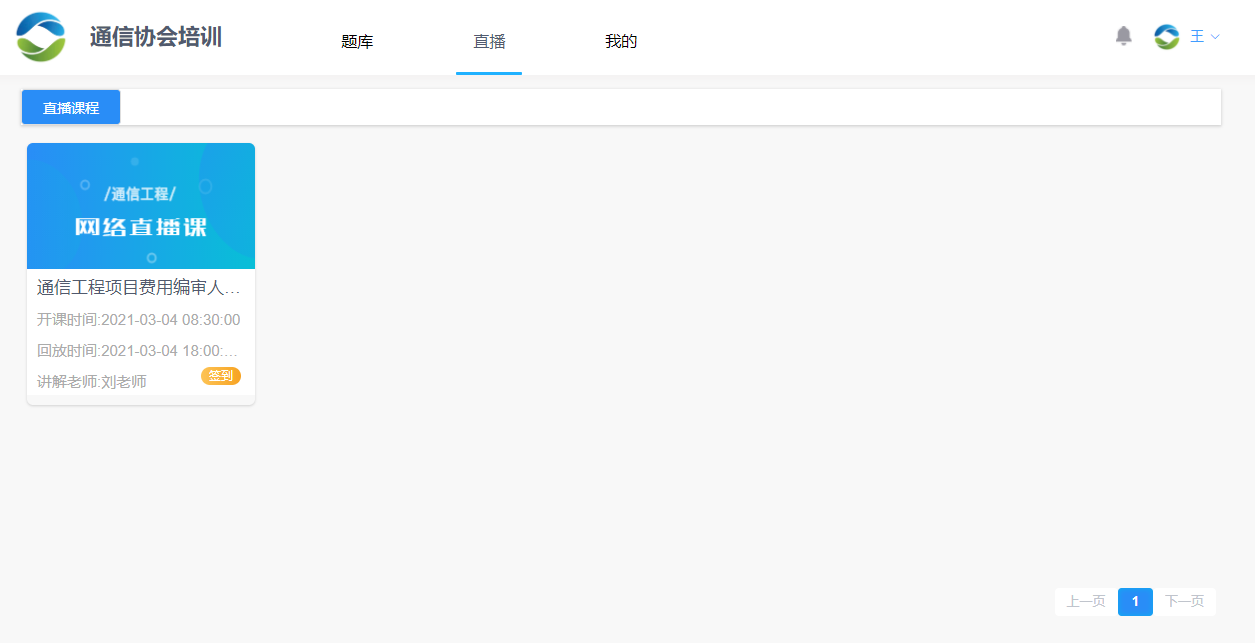 通信协会培训
题库
直播
我的
王
直播课程
/通信工程/
网络直播课
通信工程项目费用编审人...
开课时间:2021-03-04 08:30:00
回放时间:2021-03-04 18:00:...
讲解老师:刘老师
签到
上一页
1
下一页